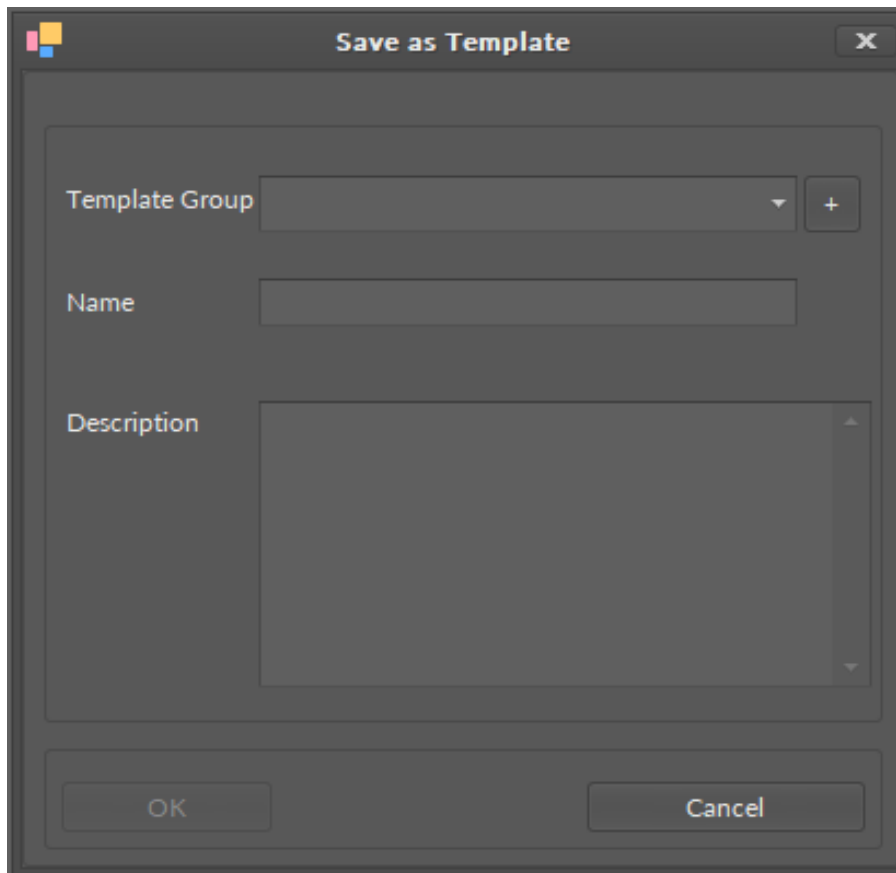 Save as Template
Template Group
+
Name
Description
OK
Cancel